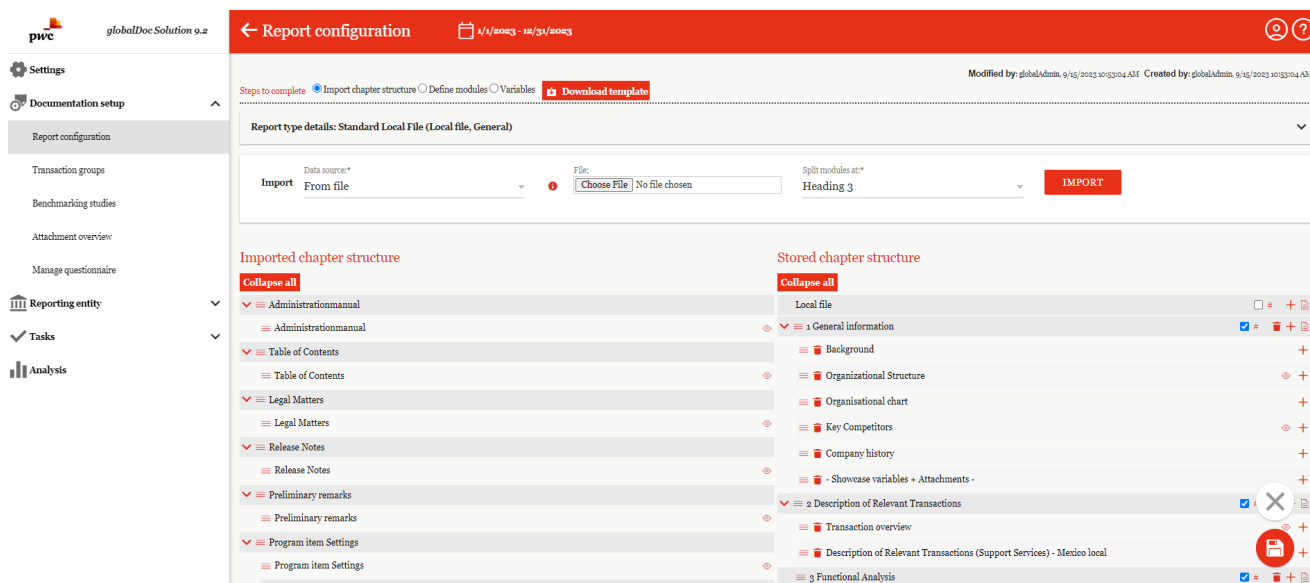 pwc
globalDoc Solution 9.2
Report configuration
1/1/2023 - 12/31/2023
?
Settings
Documentation setup
Report configuration
Transaction groups
Benchmarking studies
Attachment overview
Manage questionnaire
Reporting entity
Tasks
Analysis
Modified by: globalAdmin, 9/15/2023 10:53:04 AM Created by: globalAdmin, 9/15/2023 10:53:04 AM
Steps to complete Import chapter structure Define modules Variables Download template
Report type details: Standard Local File (Local file, General)
Import
Data source:*
From file
File:
Choose File No file chosen
Split modules at:*
Heading 3
IMPORT
Imported chapter structure
Collapse all
Administrationmanual
Administrationmanual
Table of Contents
Table of Contents
Legal Matters
Legal Matters
Release Notes
Release Notes
Preliminary remarks
Preliminary remarks
Program item Settings
Program item Settings
Stored chapter structure
Collapse all
Local file #
1 General information #
Background
Organizational Structure
Organisational chart
Key Competitors
Company history
- Showcase variables + Attachments -
2 Description of Relevant Transactions
Transaction overview
Description of Relevant Transactions (Support Services) - Mexico local
3 Functional Analysis #